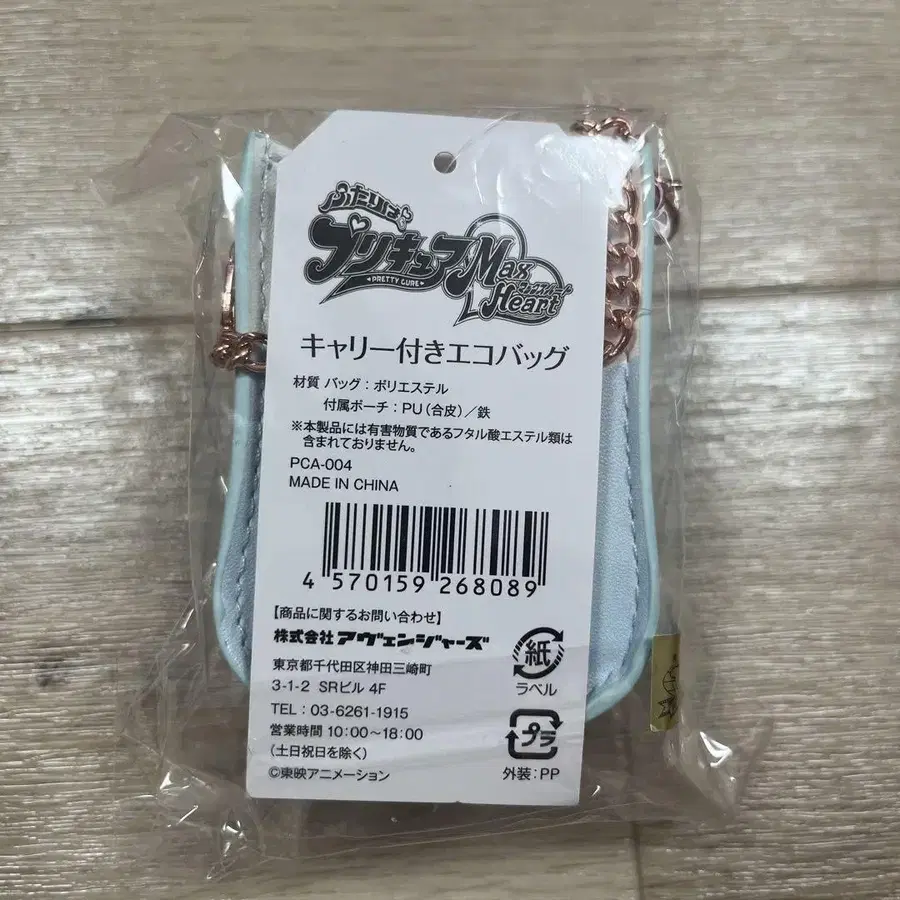 ふたりは
プリキュア Max
PRETTY CURE
マックスハート
Heart
キャリー付きエコバッグ
材質 バッグ：ポリエステル
付属ポーチ：PU（合皮）／鉄
※本製品には有害物質であるフタル酸エステル類は
含まれておりません。
PCA-004
MADE IN CHINA
4 570159 268089
【商品に関するお問い合わせ】
株式会社 アヴェンジャーズ
東京都千代田区神田三崎町
3-1-2 SRビル 4F
TEL：03-6261-1915
営業時間 10:00～18:00
（土日祝日を除く）
©東映アニメーション
紙
ラベル
プラ
外装：PP